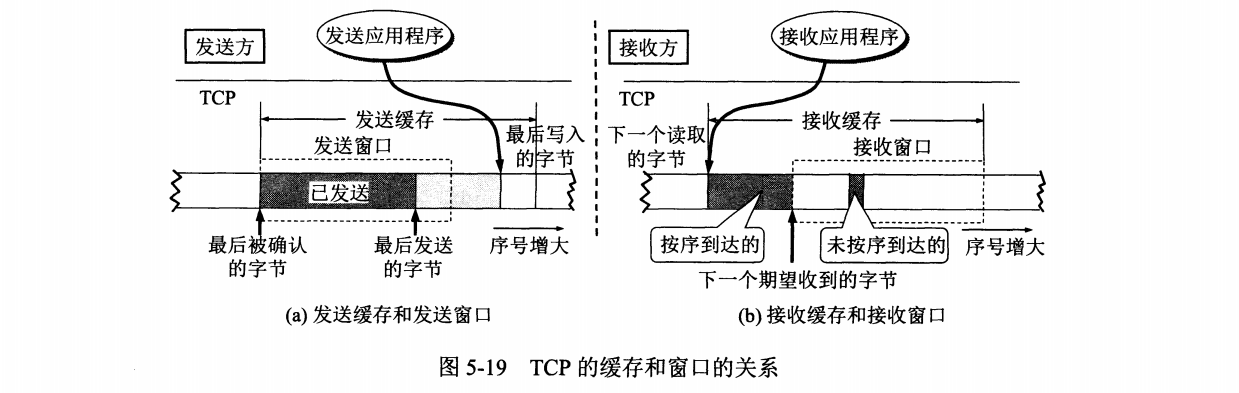 发送方
发送应用程序
TCP
发送缓存
发送窗口
最后写入
的字节
已发送
最后被确认
的字节
最后发送
的字节
序号增大
(a) 发送缓存和发送窗口
接收方
接收应用程序
TCP
接收缓存
下一个读取
的字节
接收窗口
按序到达的
未按序到达的
序号增大
下一个期望收到的字节
(b) 接收缓存和接收窗口
图 5-19 TCP 的缓存和窗口的关系